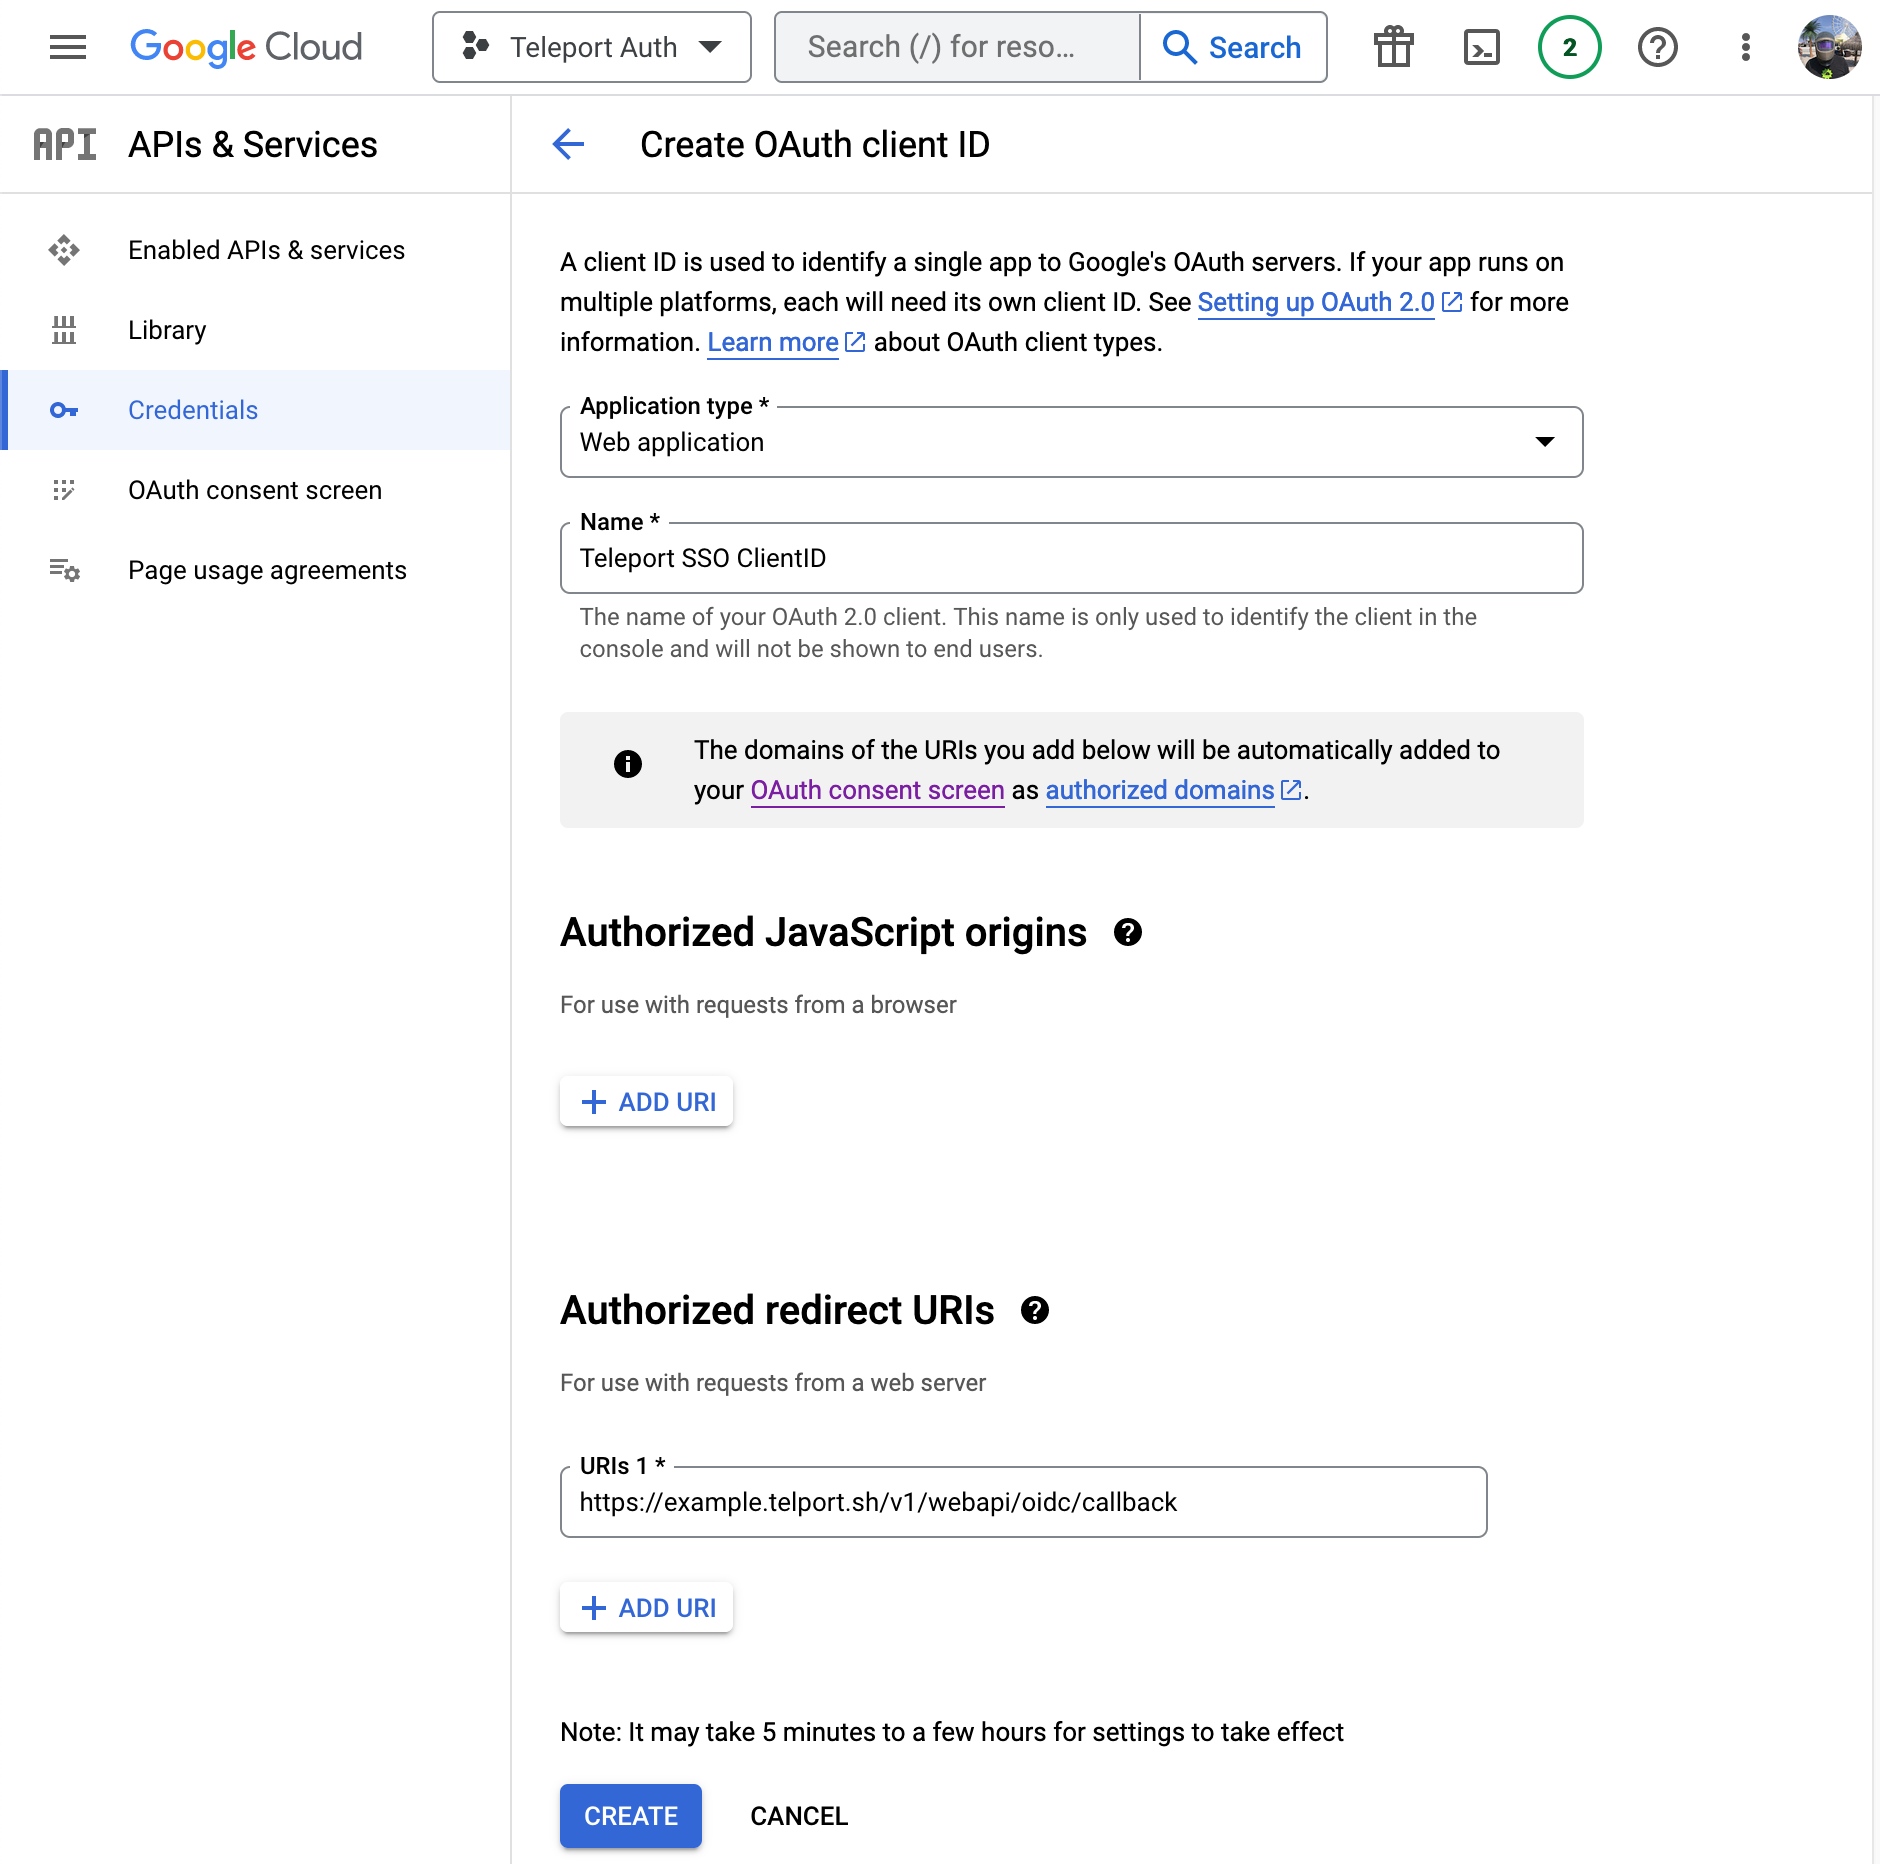 Google Cloud
Teleport Auth
Search (/) for reso...
Search
2
API
APIs & Services
Create OAuth client ID
Enabled APIs & services
Library
Credentials
OAuth consent screen
Page usage agreements
A client ID is used to identify a single app to Google's OAuth servers. If your app runs on
multiple platforms, each will need its own client ID. See Setting up OAuth 2.0 for more
information. Learn more about OAuth client types.
Application type *
Web application
Name *
Teleport SSO ClientID
The name of your OAuth 2.0 client. This name is only used to identify the client in the
console and will not be shown to end users.
The domains of the URIs you add below will be automatically added to
your OAuth consent screen as authorized domains.
Authorized JavaScript origins
For use with requests from a browser
ADD URI
Authorized redirect URIs
For use with requests from a web server
URIs 1 *
https://example.telport.sh/v1/webapi/oidc/callback
ADD URI
Note: It may take 5 minutes to a few hours for settings to take effect
CREATE
CANCEL